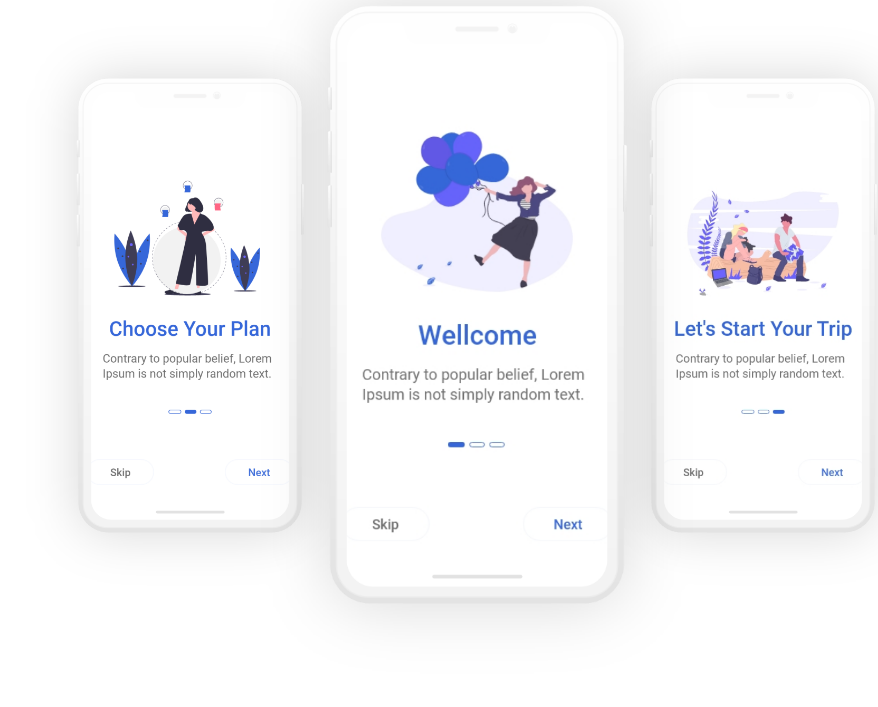 Choose Your Plan
Contrary to popular belief, Lorem
Ipsum is not simply random text.
Skip
Next
Wellcome
Contrary to popular belief, Lorem
Ipsum is not simply random text.
Skip
Next
Let's Start Your Trip
Contrary to popular belief, Lorem
Ipsum is not simply random text.
Skip
Next